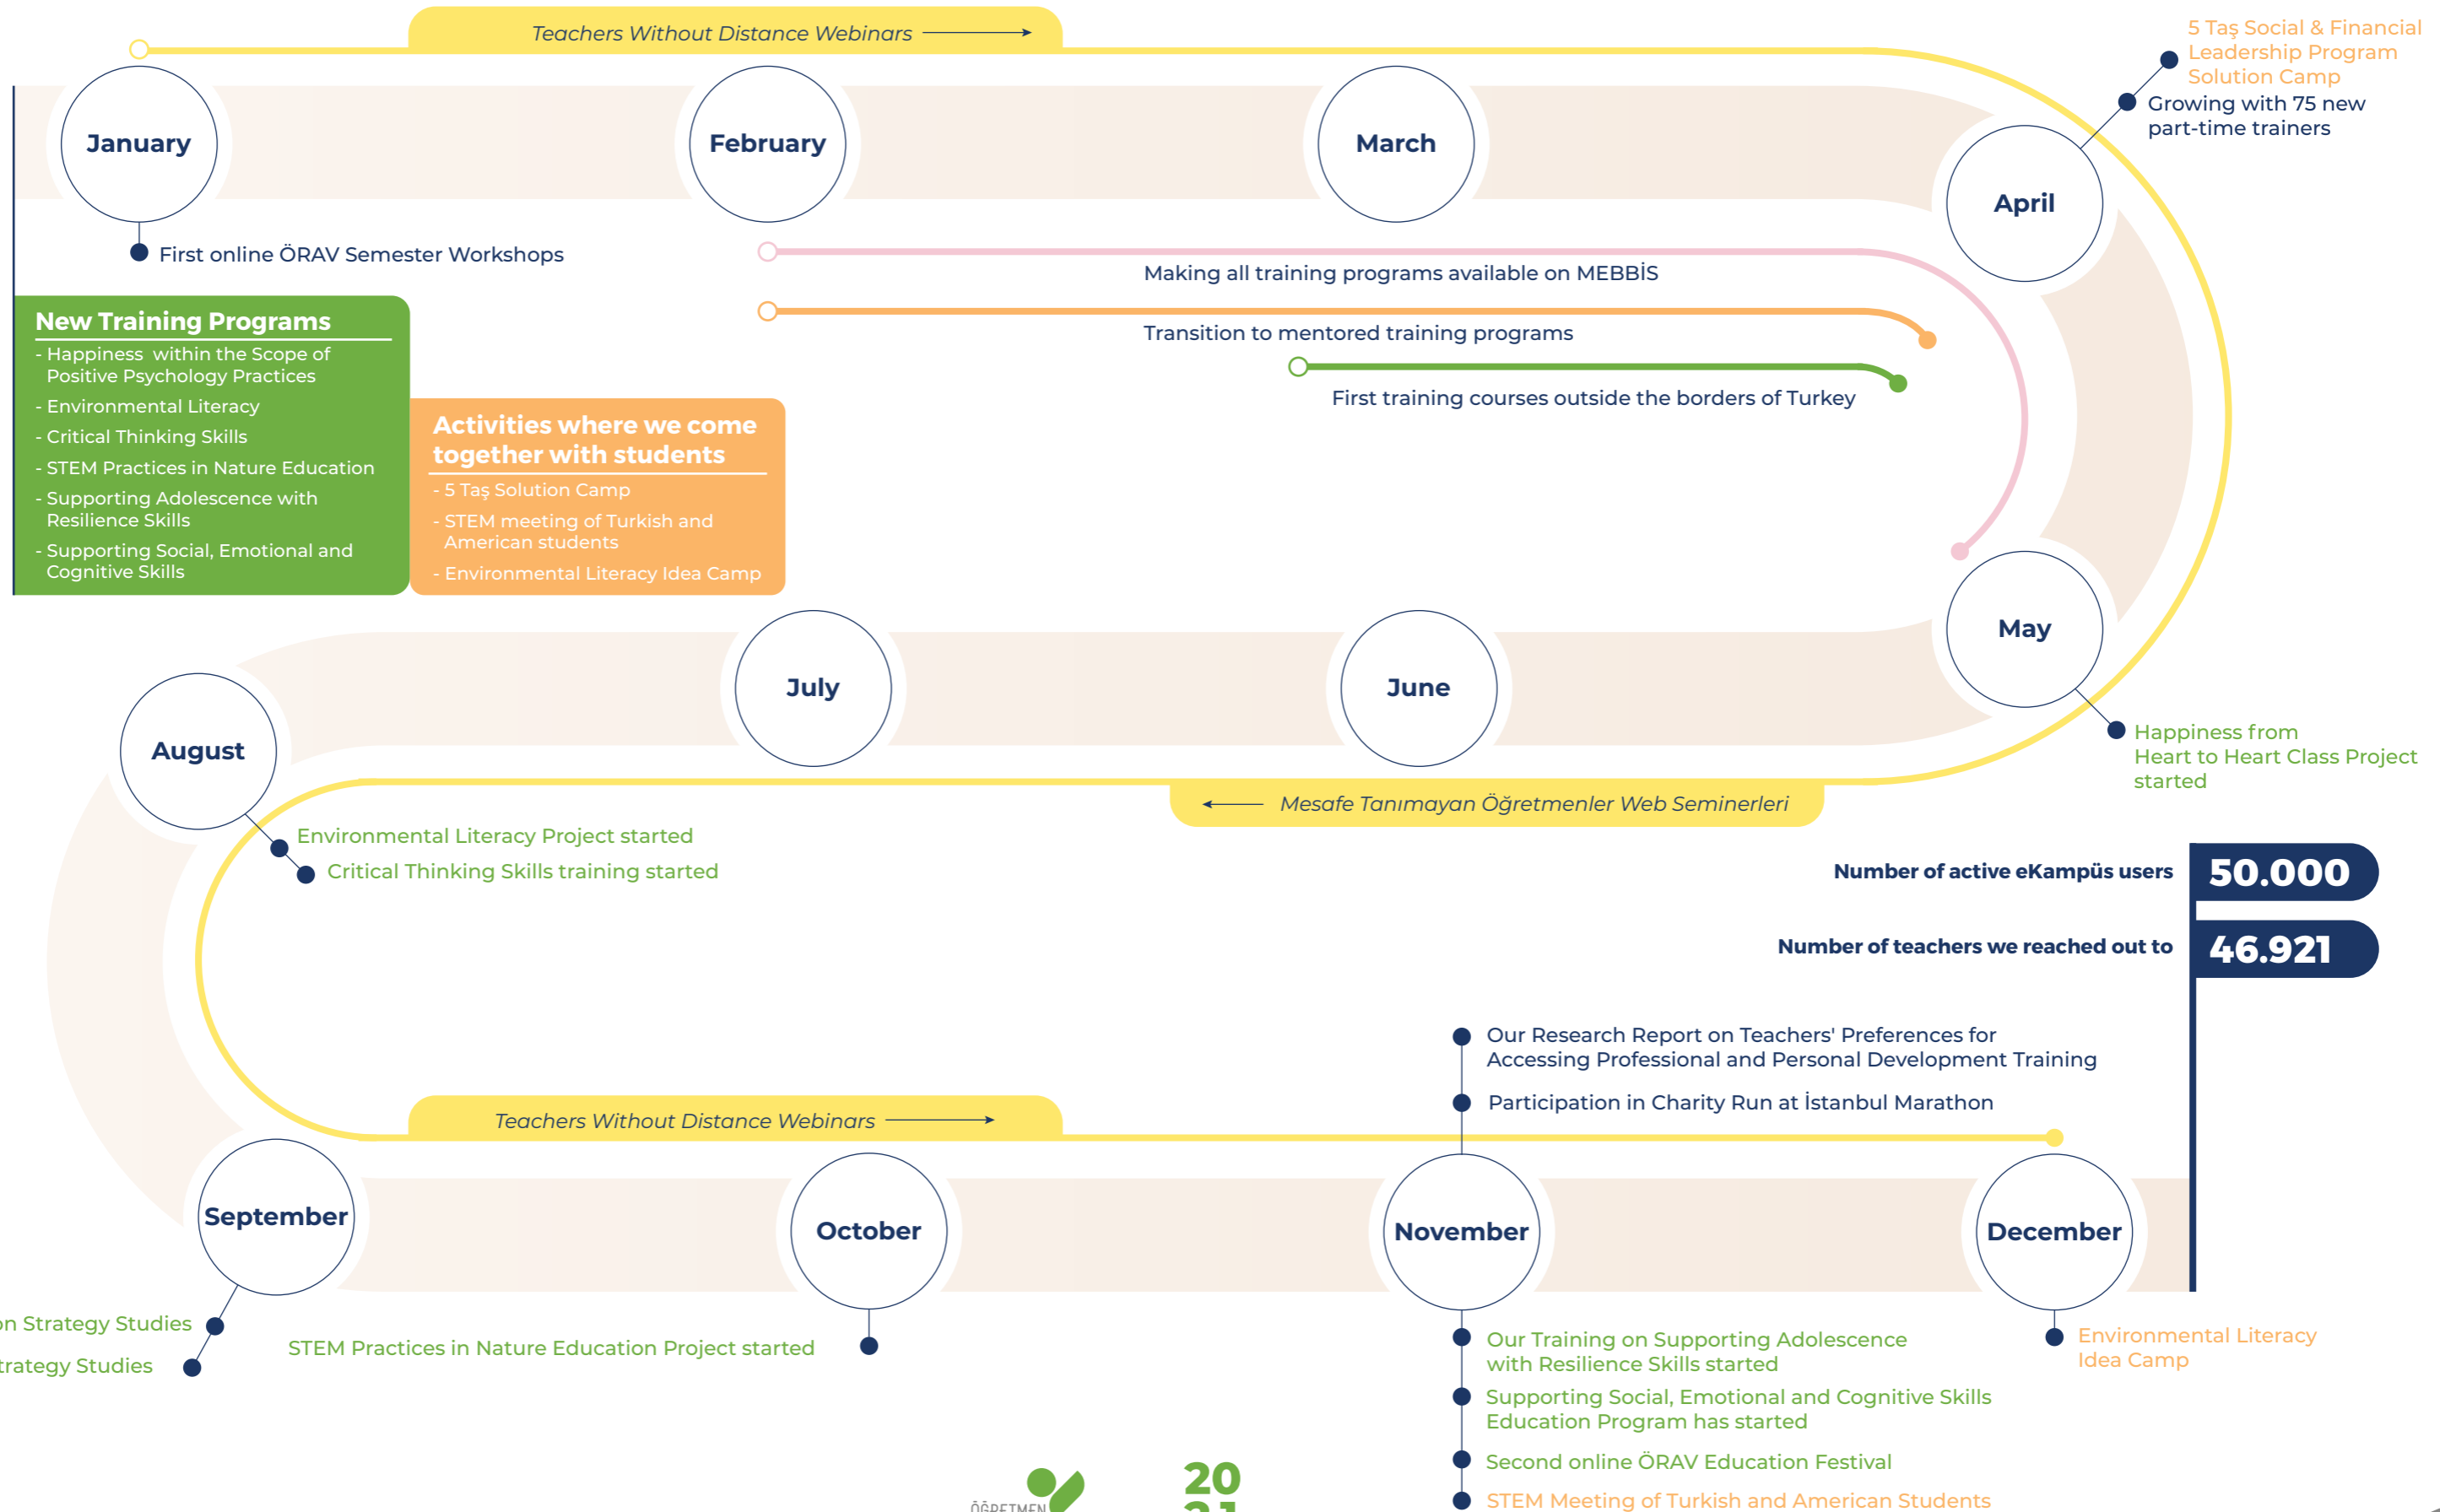 Teachers Without Distance Webinars
5 Taş Social & Financial
Leadership Program
Solution Camp
Growing with 75 new
part-time trainers
January
February
March
April
First online ÖRAV Semester Workshops
Making all training programs available on MEBBİS
Transition to mentored training programs
First training courses outside the borders of Turkey
New Training Programs
- Happiness within the Scope of
Positive Psychology Practices
- Environmental Literacy
- Critical Thinking Skills
- STEM Practices in Nature Education
- Supporting Adolescence with
Resilience Skills
- Supporting Social, Emotional and
Cognitive Skills
Activities where we come
together with students
- 5 Taş Solution Camp
- STEM meeting of Turkish and
American students
- Environmental Literacy Idea Camp
May
June
July
August
Happiness from
Heart to Heart Class Project
started
Mesafe Tanımayan Öğretmenler Web Seminerleri
Environmental Literacy Project started
Critical Thinking Skills training started
Number of active eKampüs users
50.000
Number of teachers we reached out to
46.921
Our Research Report on Teachers' Preferences for
Accessing Professional and Personal Development Training
Participation in Charity Run at İstanbul Marathon
Teachers Without Distance Webinars
September
October
November
December
Strategy Studies
Strategy Studies
STEM Practices in Nature Education Project started
Our Training on Supporting Adolescence
with Resilience Skills started
Supporting Social, Emotional and Cognitive Skills
Education Program has started
Second online ÖRAV Education Festival
STEM Meeting of Turkish and American Students
Environmental Literacy
Idea Camp
ÖĞRETMEN
20
21